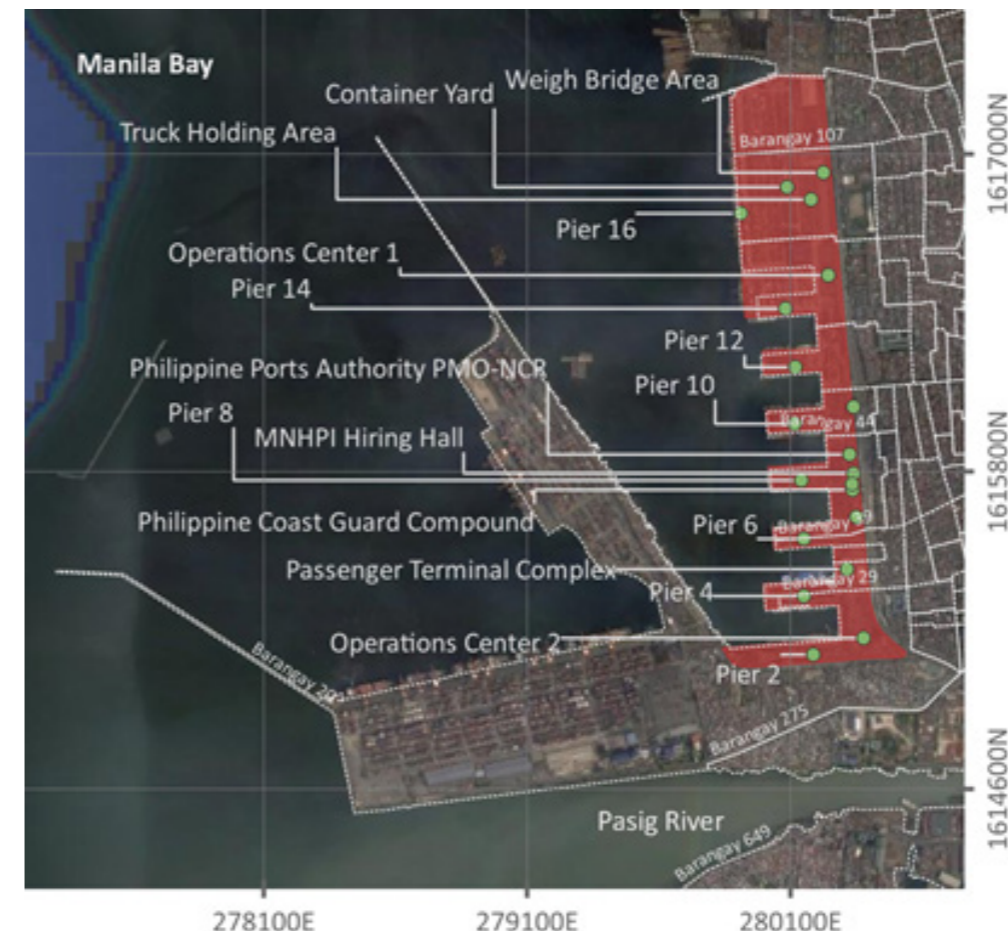 Manila Bay
Weigh Bridge Area
Container Yard
Truck Holding Area
Barangay 107
1617000N
Pier 16
Operations Center 1
Pier 14
Pier 12
Philippine Ports Authority PMO-NCR
Pier 10
Pier 8
Barangay 44
MNHPI Hiring Hall
1615800N
Philippine Coast Guard Compound
Pier 6
Passenger Terminal Complex
Barangay 29
Pier 4
Operations Center 2
Barangay 20
Pier 2
Barangay 275
1614600N
Pasig River
Barangay 649
278100E
279100E
280100E